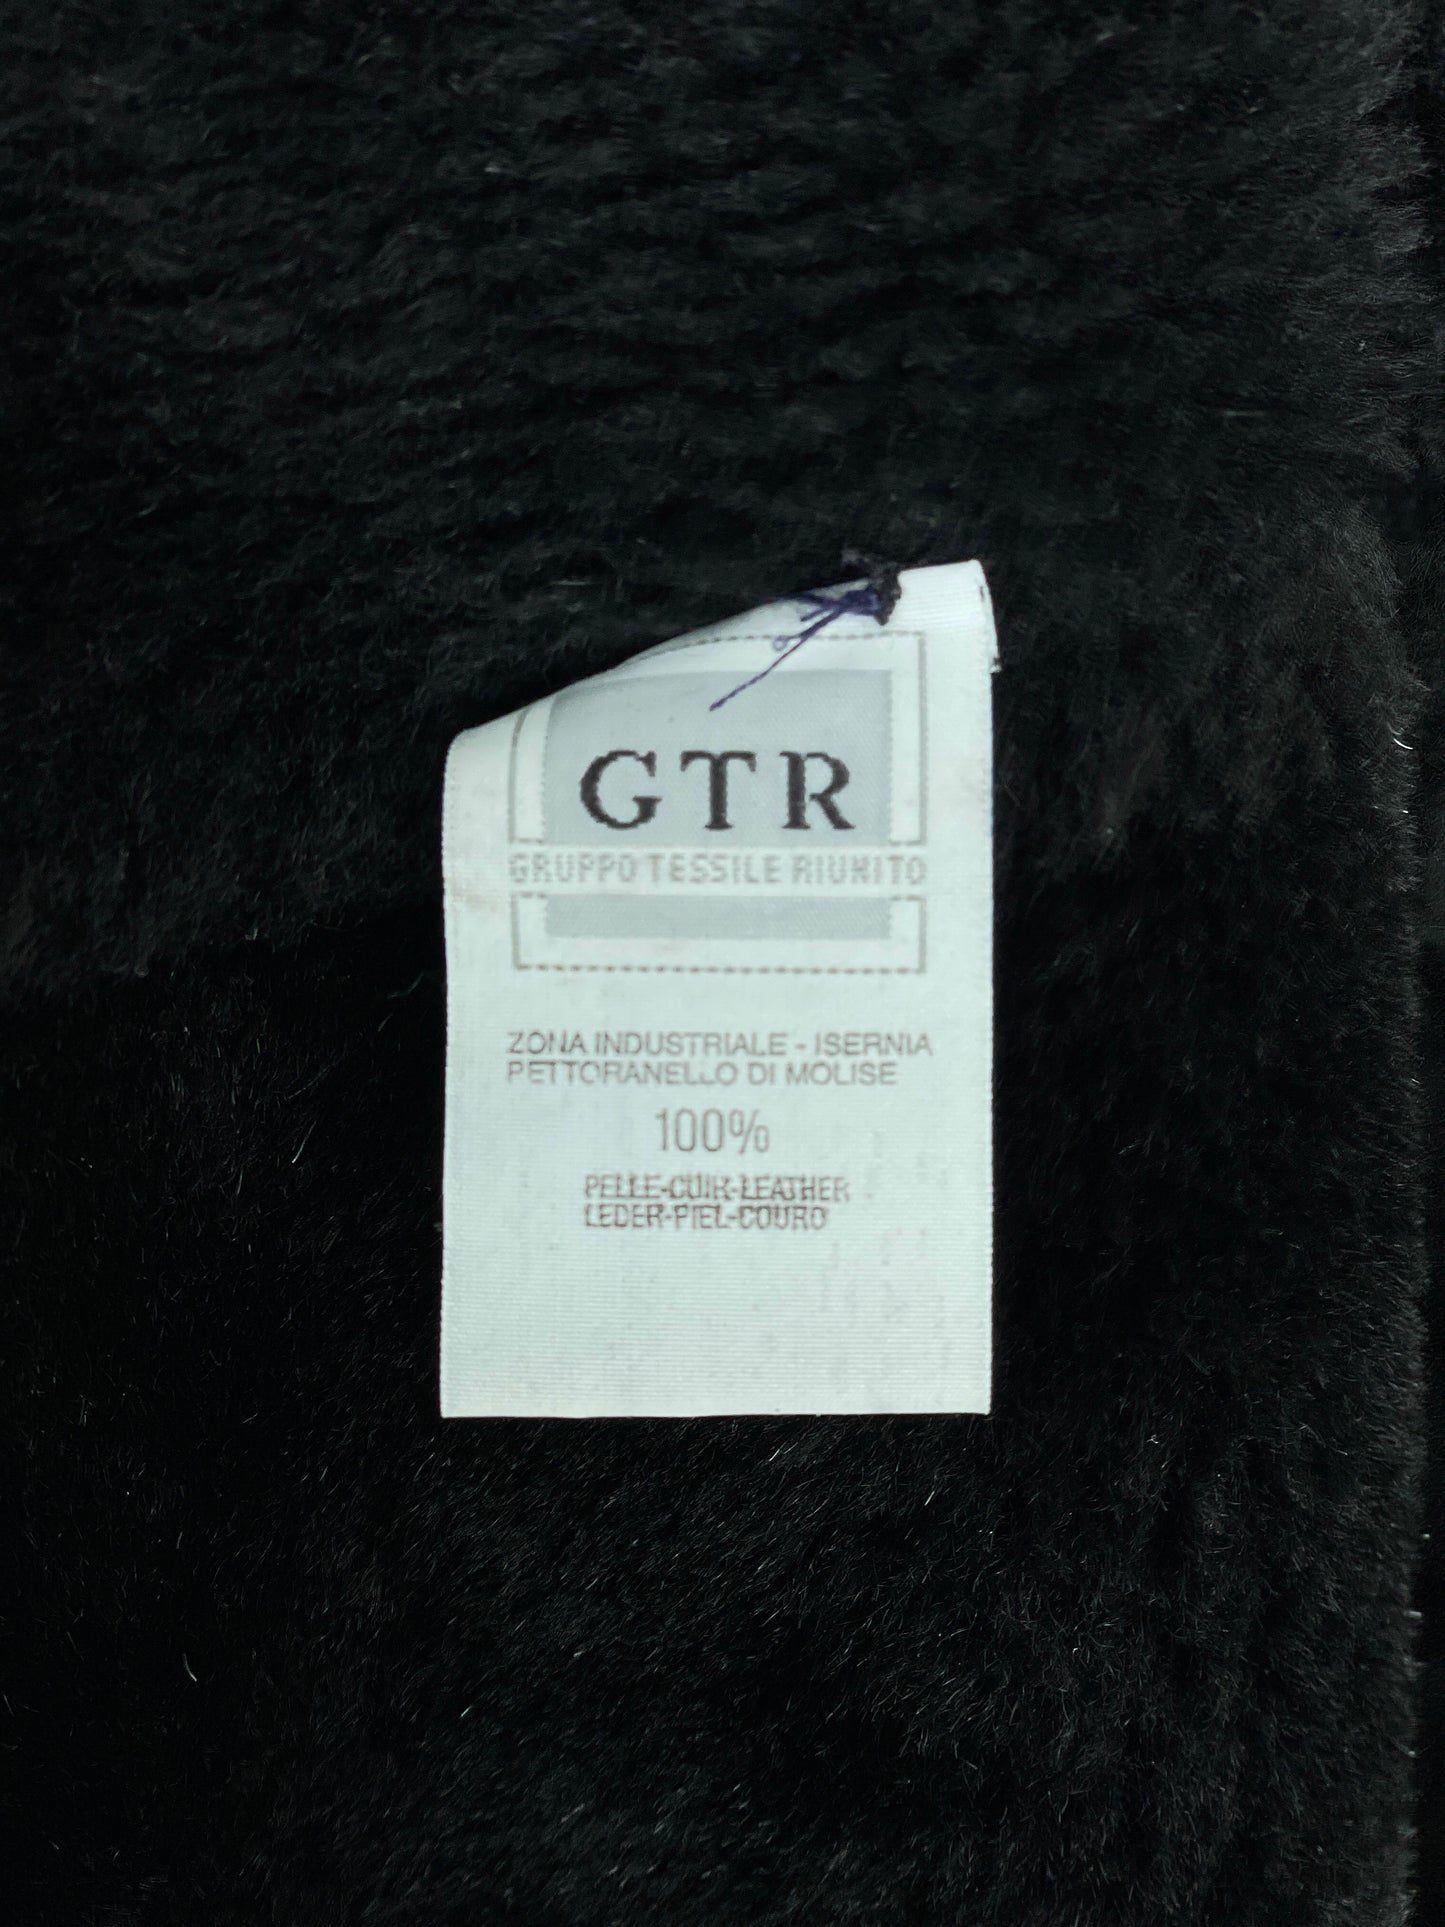 GTR
GRUPPO TESSILE RIUNITO
ZONA INDUSTRIALE - ISERNIA
PETTORANELLO DI MOLISE
100%
PELLE-CUIR-LEATHER
LEDER-PIEL-COURO